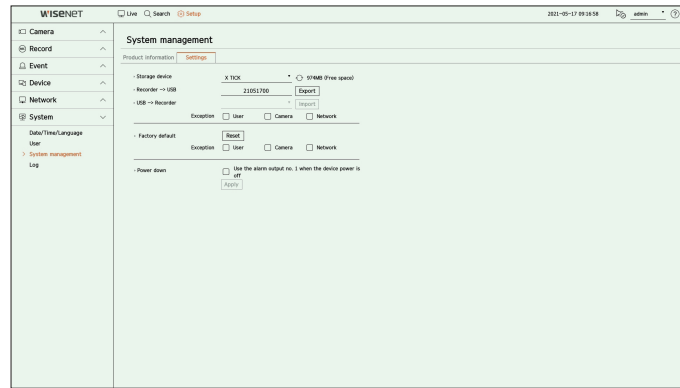 WISENET
Live Search Setup
2021-05-17 09:16:58 admin
Camera
Record
Event
Device
Network
System
Date/Time/Language
User
> System management
Log
System management
Product information Settings
- Storage device X TICK 974MB (Free space)
- Recorder -> USB 21051700 Export
- USB -> Recorder Import
Exception User Camera Network
- Factory default Reset
Exception User Camera Network
- Power down Use the alarm output no. 1 when the device power is
off
Apply